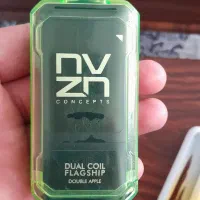 nv
zn
CONCEPTS
DUAL COIL
FLAGSHIP
DOUBLE APPLE